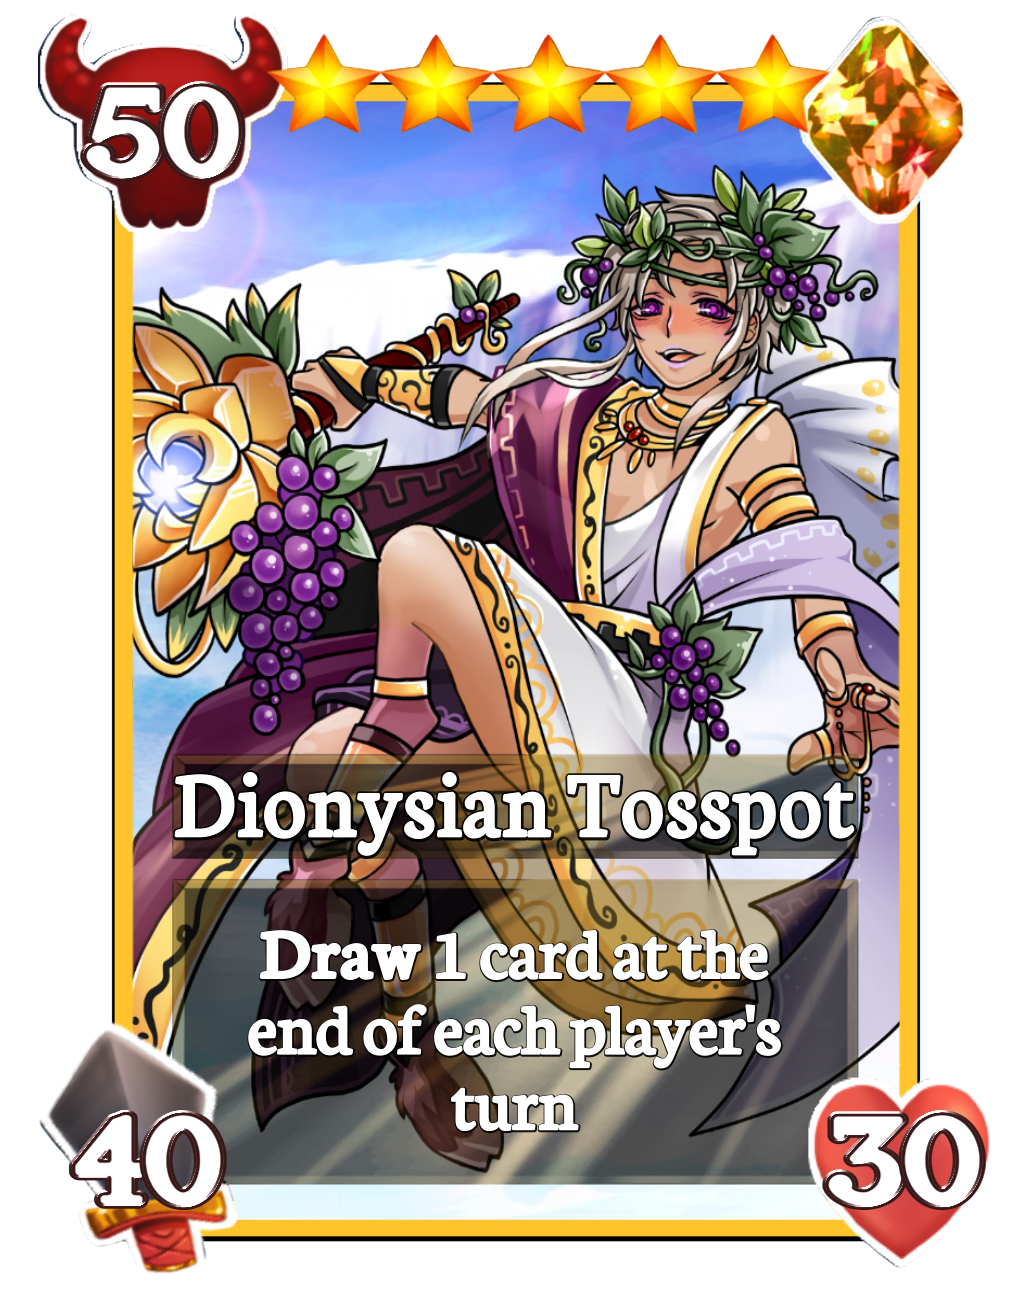 50
Dionysian Tosspot
Draw 1 card at the
end of each player's
turn
40
30